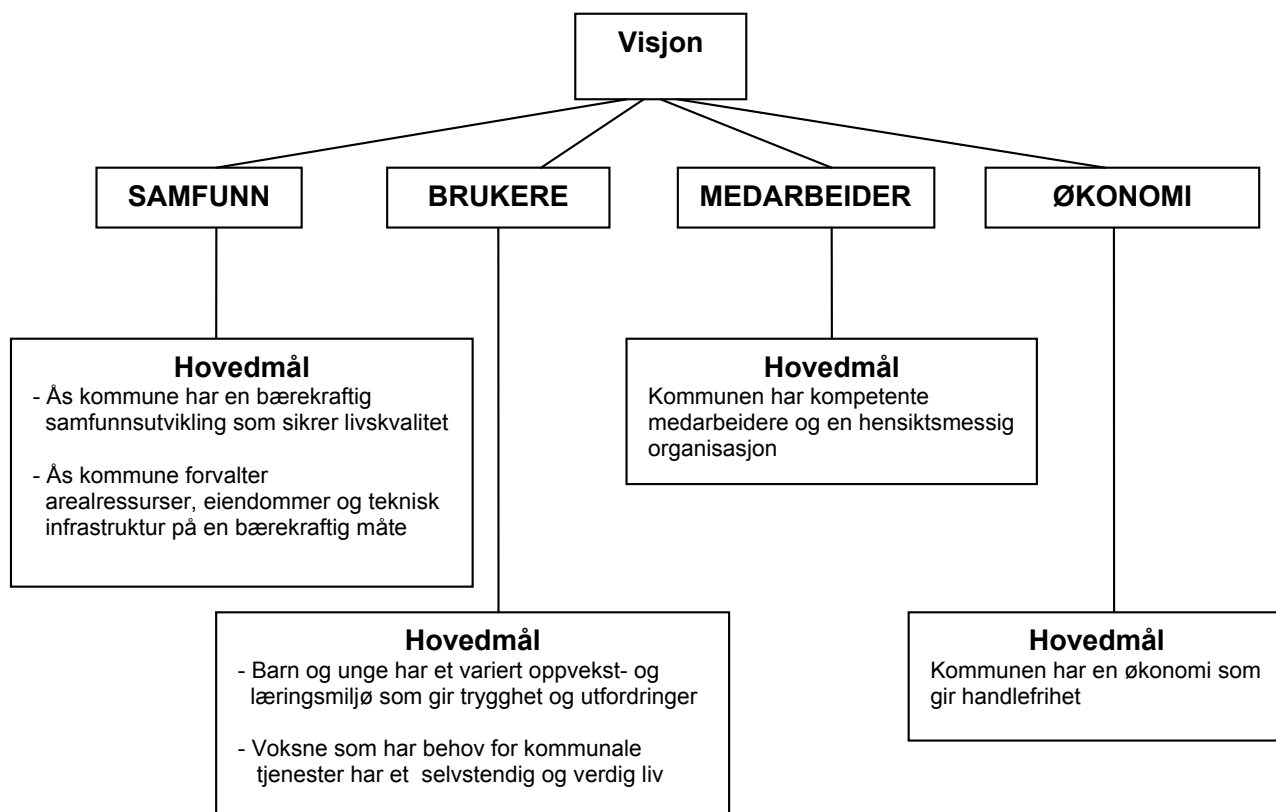 Visjon
SAMFUNN
BRUKERE
MEDARBEIDER
ØKONOMI
Hovedmål
- Ås kommune har en bærekraftig
samfunnsutvikling som sikrer livskvalitet
- Ås kommune forvalter
arealressurser, eiendommer og teknisk
infrastruktur på en bærekraftig måte
Hovedmål
Kommunen har kompetente
medarbeidere og en hensiktsmessig
organisasjon
Hovedmål
- Barn og unge har et variert oppvekst- og
læringsmiljø som gir trygghet og utfordringer
- Voksne som har behov for kommunale
tjenester har et selvstendig og verdig liv
Hovedmål
Kommunen har en økonomi som
gir handlefrihet